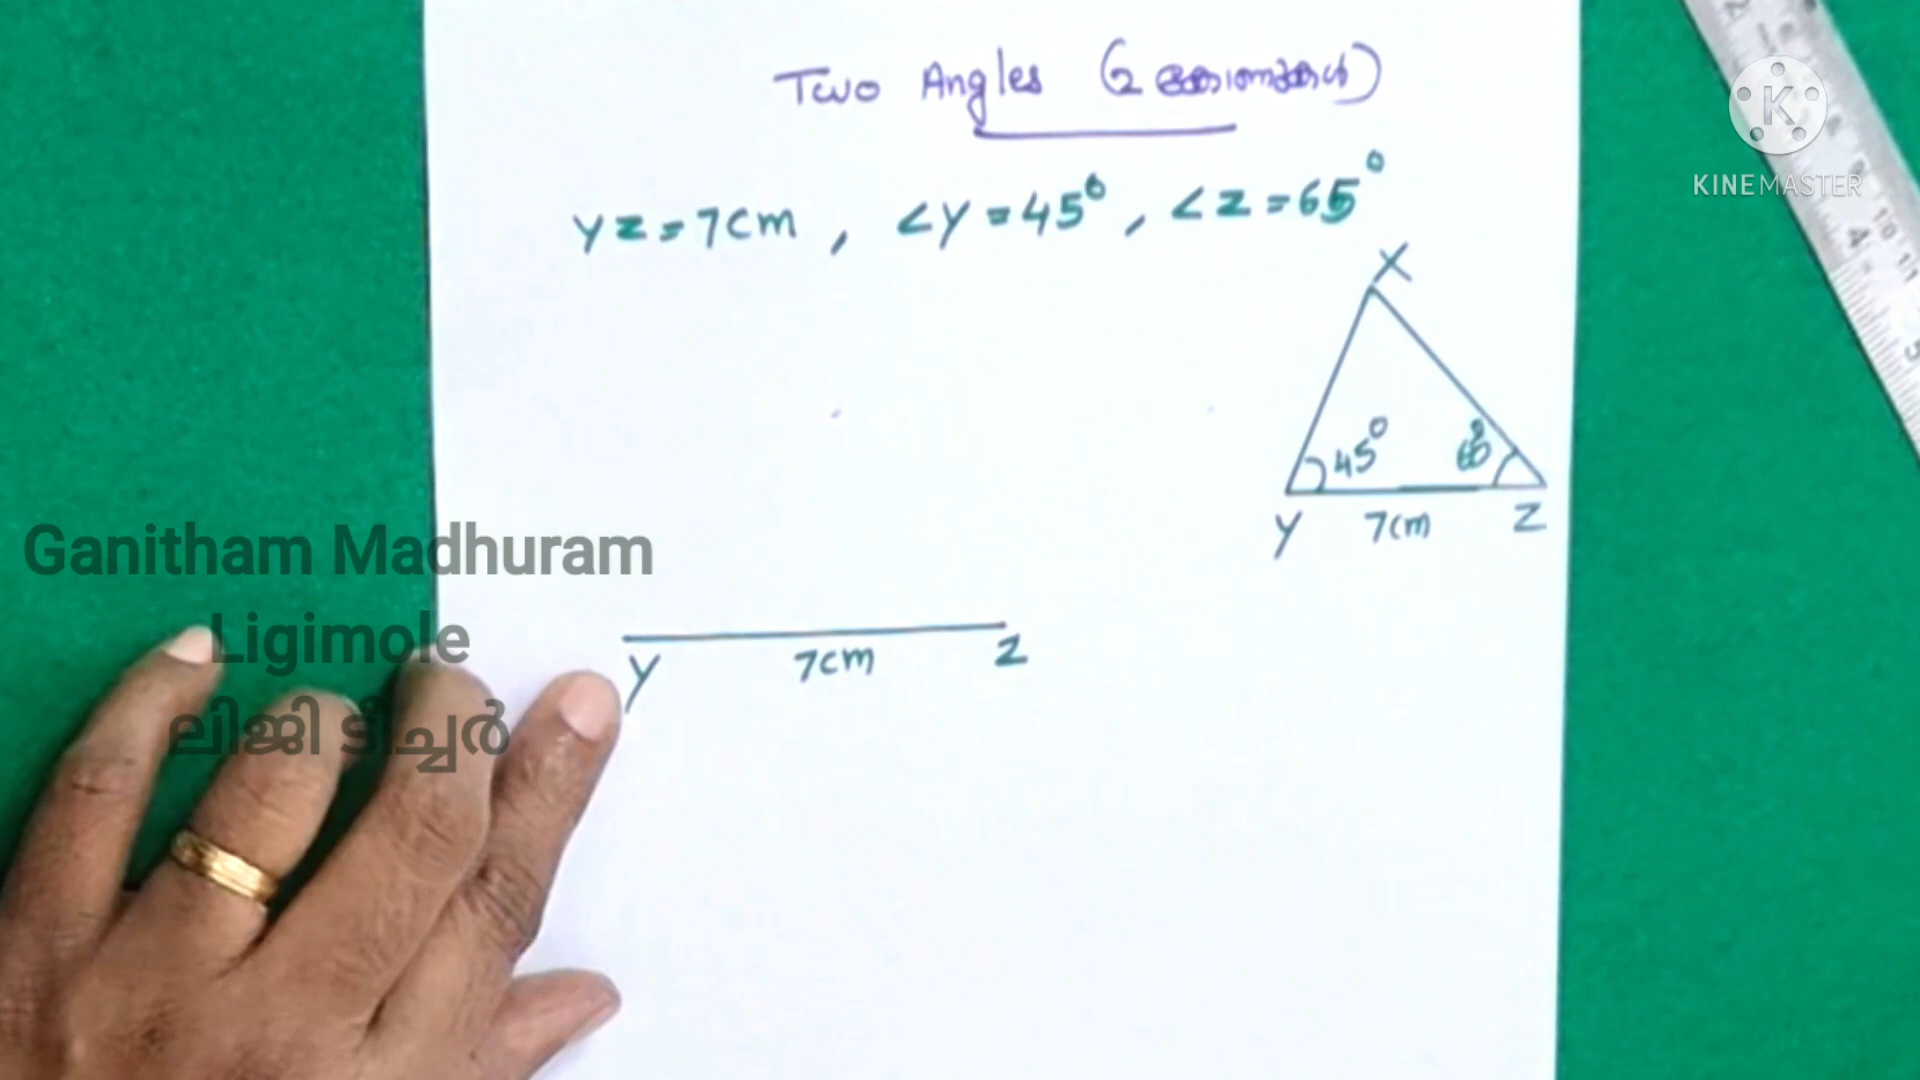 Two Angles (2 കോണുകൾ)
YZ = 7cm , ∠Y = 45° , ∠Z = 65°
X
45°
Y 7cm Z
Y 7cm Z
Ganitham Madhuram
Ligimole
ലിജി ടീച്ചർ
KINEMASTER